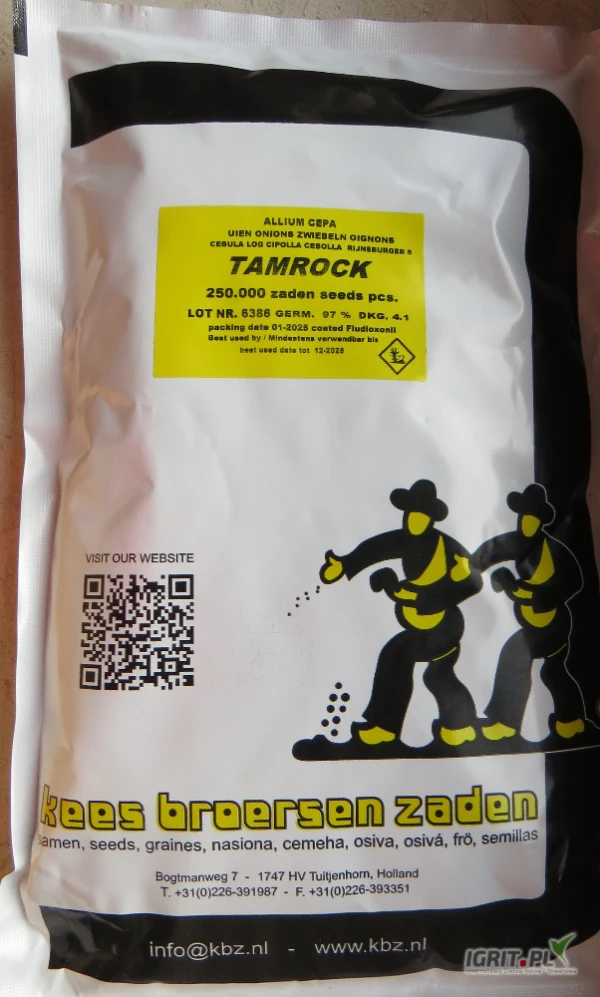 ALLIUM CEPA
UIEN ONIONS ZWIEBELN OIGNONS
CEBULA LOG CIPOLLA CEBOLLA RIJNSBURGER 5
TAMROCK
250.000 zaden seeds pcs.
LOT NR. 6386 GERM. 97 % DKG. 4.1
packing date 01-2025 coated Fludioxonil
Best used by / Mindestens verwendbar bis
best used date tot 12-2025
VISIT OUR WEBSITE
kees broersen zaden
samen, seeds, graines, nasiona, cemeha, osiva, osivá, frö, semillas
Bogtmanweg 7 - 1747 HV Tuitjenhorn, Holland
T. +31(0)226-391987 - F. +31(0)226-393351
info@kbz.nl - www.kbz.nl
IGRIT.PL